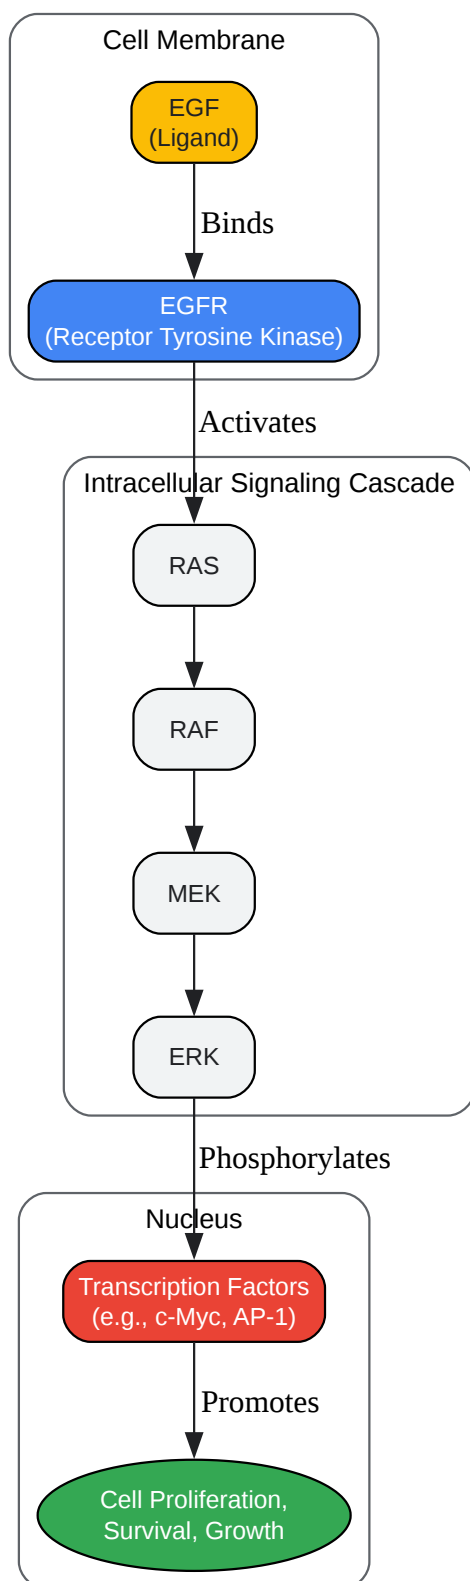 Cell Membrane
EGF
(Ligand)
Binds
EGFR
(Receptor Tyrosine Kinase)
Activates
Intracellular Signaling Cascade
RAS
RAF
MEK
ERK
Phosphorylates
Nucleus
Transcription Factors
(e.g., c-Myc, AP-1)
Promotes
Cell Proliferation,
Survival, Growth